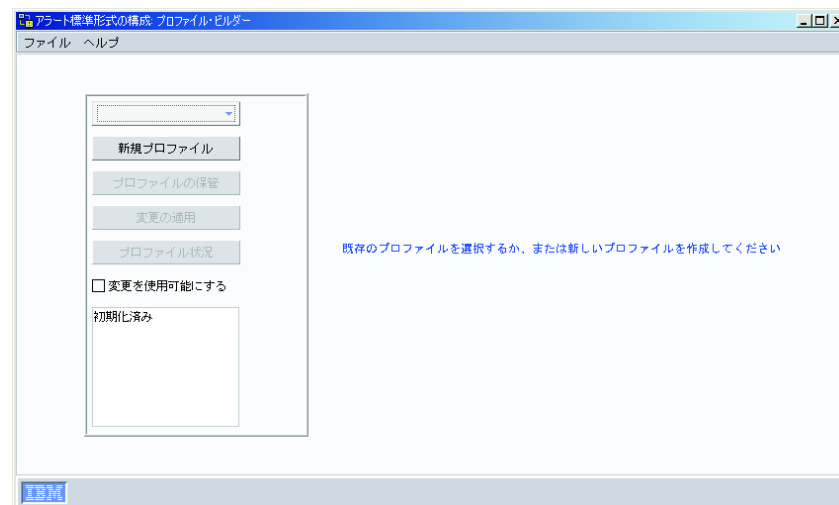 アラート標準形式の構成: プロファイル・ビルダー
ファイル ヘルプ
新規プロファイル
プロファイルの保管
変更の適用
プロファイル状況
変更を使用可能にする
初期化済み
既存のプロファイルを選択するか、または新しいプロファイルを作成してください
IBM